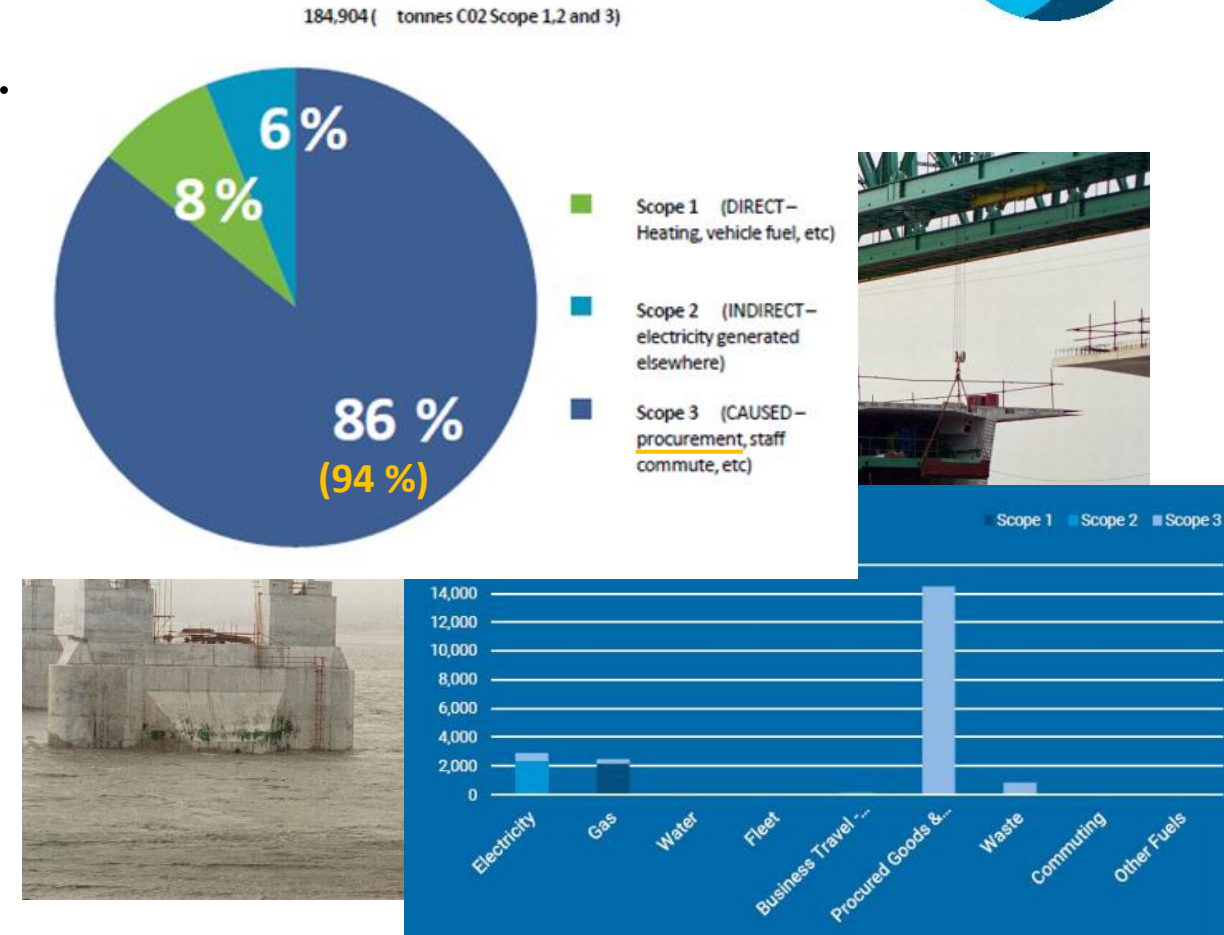 184,904 ( tonnes C02 Scope 1,2 and 3)
•
6 %
8 %
86 %
(94 %)
Scope 1 (DIRECT–
Heating, vehicle fuel, etc)
Scope 2 (INDIRECT–
electricity generated
elsewhere)
Scope 3 (CAUSED–
procurement, staff
commute, etc)
Scope 1 Scope 2 Scope 3
14,000
12,000
10,000
8,000
6,000
4,000
2,000
0
Electricity
Gas
Water
Fleet
Business Travel -...
Procured Goods &...
Waste
Commuting
Other Fuels